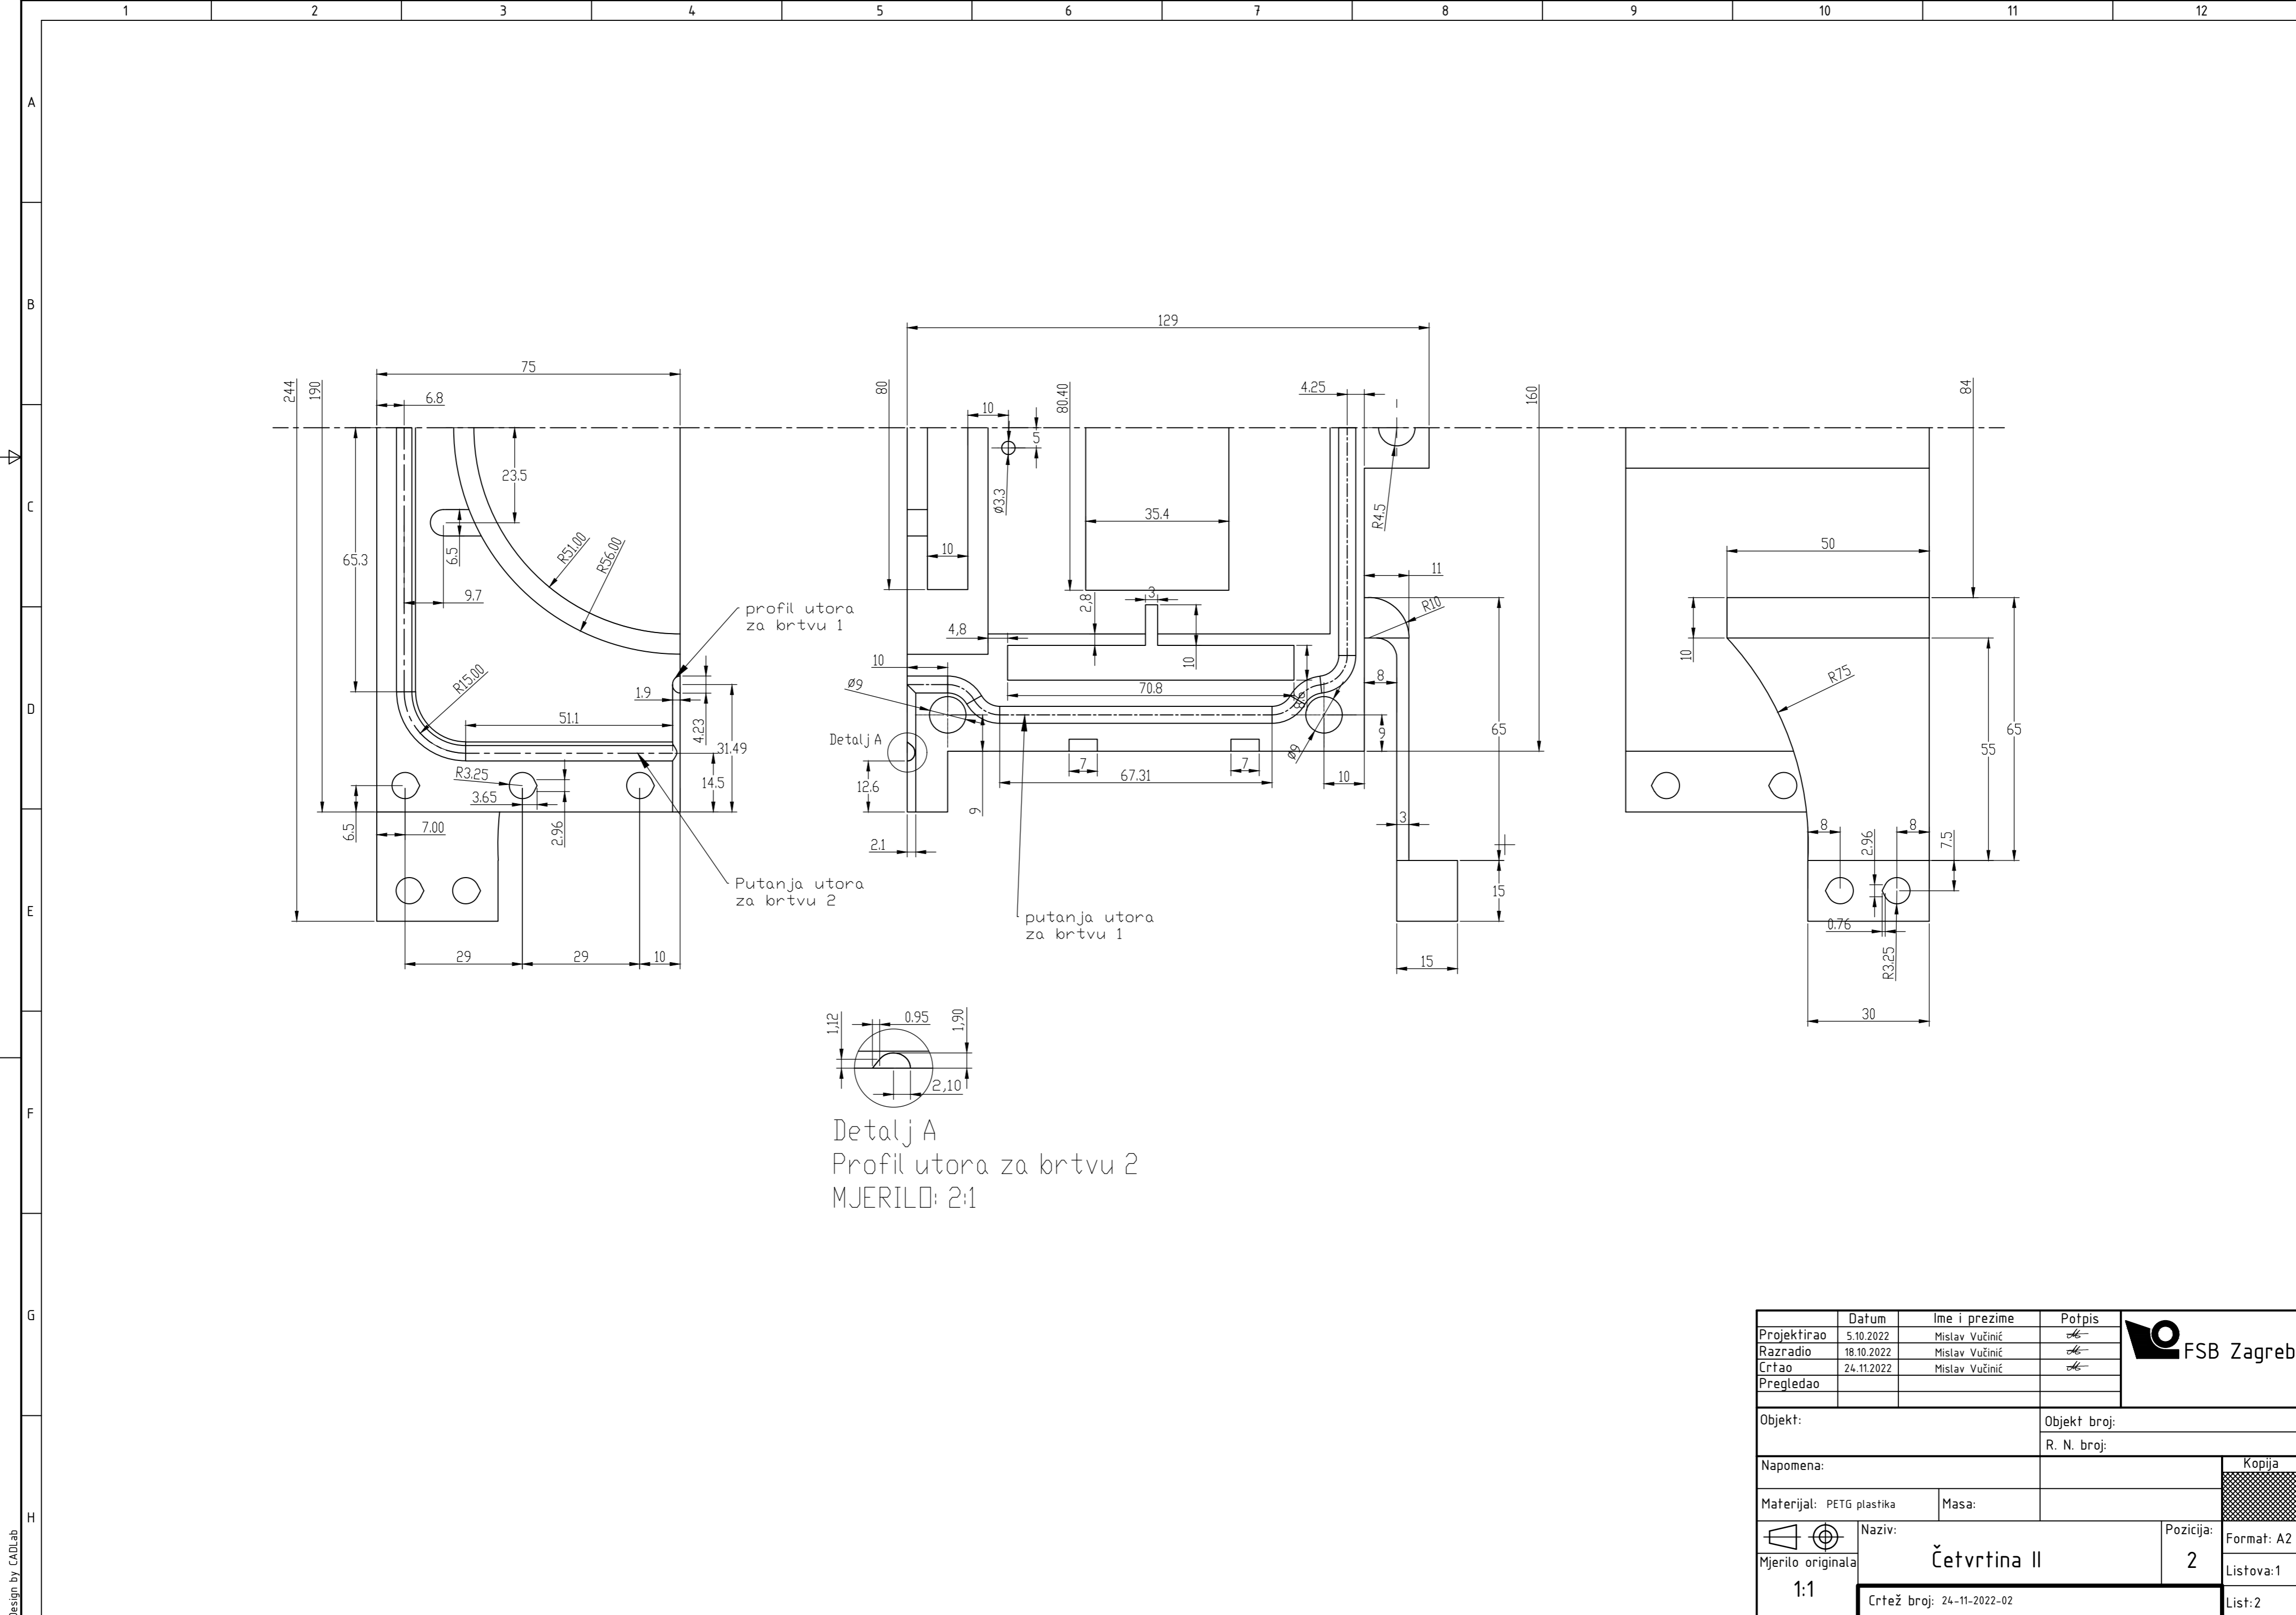 1 2 3 4 5 6 7 8 9 10 11 12
A
B
C
D
E
F
G
H
75
6.8
244
190
23.5
65.3
6.5
9.7
R51.00
R56.00
R15.00
51.1
1.9
4.23
31.49
14.5
R3.25
3.65
2.96
6.5
7.00
29
29
10
profil utora
za brtvu 1
Putanja utora
za brtvu 2
129
80
10
5
80.40
4.25
160
Ø3.3
35.4
10
R4.5
11
3
2,8
R10
4,8
10
10
Ø9
70.8
8,6
8
Detalj A
9
65
Ø9
7
7
67.31
10
12.6
9
3
2.1
15
15
putanja utora
za brtvu 1
84
50
10
R75
65
55
8
2.96
8
7.5
0.76
R3.25
30
1,12
0.95
1,90
2,10
Detalj A
Profil utora za brtvu 2
MJERILO: 2:1
Datum Ime i prezime Potpis
Projektirao 5.10.2022 Mislav Vučinić
Razradio 18.10.2022 Mislav Vučinić
Crtao 24.11.2022 Mislav Vučinić
Pregledao
FSB Zagreb
Objekt:
Objekt broj:
R. N. broj:
Napomena:
Kopija
Materijal: PETG plastika
Masa:
Naziv:
Četvrtina II
Pozicija:
2
Format: A2
Mjerilo originala
1:1
Listova:1
Crtež broj: 24-11-2022-02
List:2
Design by CADLab